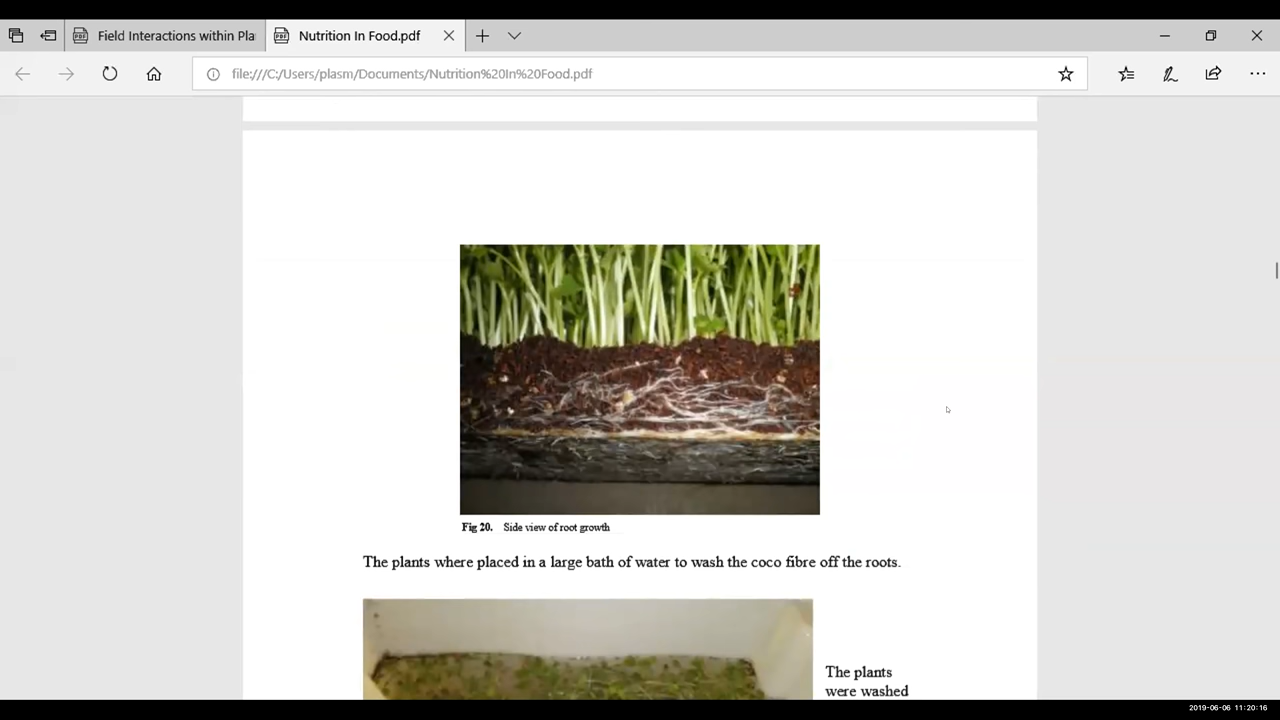 Field Interactions within Pla
Nutrition In Food.pdf
file:///C:/Users/plasm/Documents/Nutrition%20In%20Food.pdf
Fig 20. Side view of root growth
The plants where placed in a large bath of water to wash the coco fibre off the roots.
The plants
were washed
2019-06-06 11:20:16